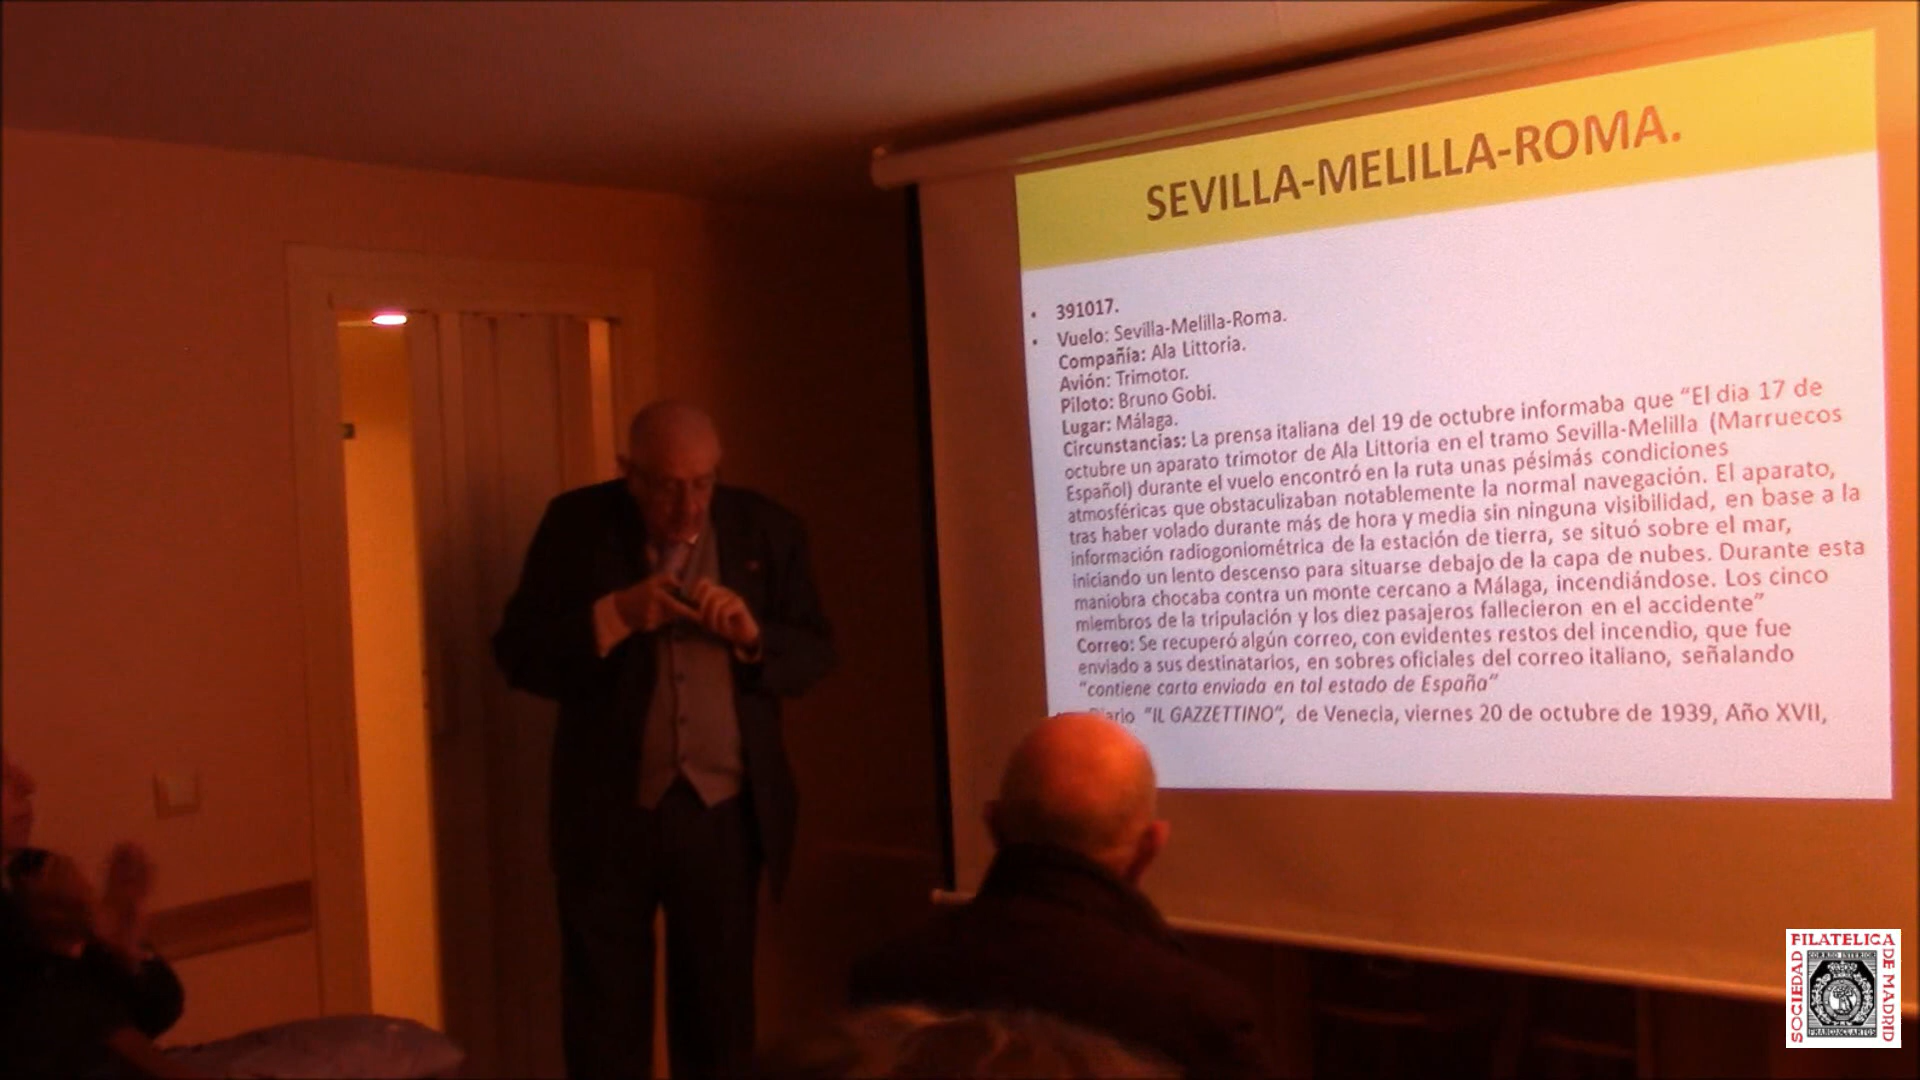 SEVILLA-MELILLA-ROMA.
• 391017.
• Vuelo: Sevilla-Melilla-Roma.
Compañía: Ala Littoria.
Avión: Trimotor.
Piloto: Bruno Gobi.
Lugar: Málaga.
Circunstancias: La prensa italiana del 19 de octubre informaba que “El dia 17 de
octubre un aparato trimotor de Ala Littoria en el tramo Sevilla-Melilla (Marruecos
Español) durante el vuelo encontró en la ruta unas pésimás condiciones
atmosféricas que obstaculizaban notablemente la normal navegación. El aparato,
tras haber volado durante más de hora y media sin ninguna visibilidad, en base a la
información radiogoniométrica de la estación de tierra, se situó sobre el mar,
iniciando un lento descenso para situarse debajo de la capa de nubes. Durante esta
maniobra chocaba contra un monte cercano a Málaga, incendiándose. Los cinco
miembros de la tripulación y los diez pasajeros fallecieron en el accidente”
Correo: Se recuperó algún correo, con evidentes restos del incendio, que fue
enviado a sus destinatarios, en sobres oficiales del correo italiano, señalando
“contiene carta enviada en tal estado de España”
Diario “IL GAZZETTINO”, de Venecia, viernes 20 de octubre de 1939, Año XVII,
SOCIEDAD
FILATELICA
DE MADRID
CORREO INTERIOR